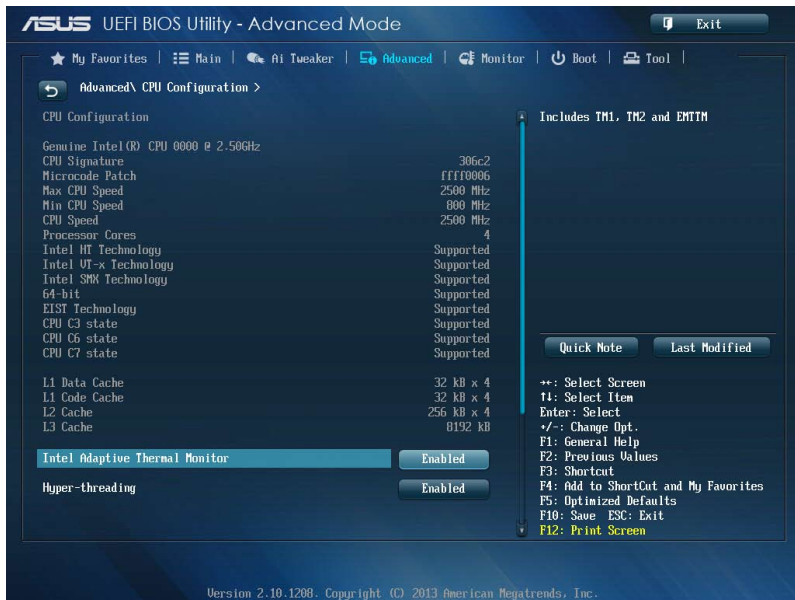 ASUS UEFI BIOS Utility - Advanced Mode
Exit
My Favorites | Main | Ai Tweaker | Advanced | Monitor | Boot | Tool |
Advanced\ CPU Configuration >
CPU Configuration
Includes TM1, TM2 and EMTTM
Genuine Intel(R) CPU 0000 @ 2.50GHz
CPU Signature 306c2
Microcode Patch ffff0006
Max CPU Speed 2500 MHz
Min CPU Speed 800 MHz
CPU Speed 2500 MHz
Processor Cores 4
Intel HT Technology Supported
Intel VT-x Technology Supported
Intel SMX Technology Supported
64-bit Supported
EIST Technology Supported
CPU C3 state Supported
CPU C6 state Supported
CPU C7 state Supported
L1 Data Cache 32 kB x 4
L1 Code Cache 32 kB x 4
L2 Cache 256 kB x 4
L3 Cache 8192 kB
Intel Adaptive Thermal Monitor Enabled
Hyper-threading Enabled
Quick Note
Last Modified
→←: Select Screen
↑↓: Select Item
Enter: Select
+/-: Change Opt.
F1: General Help
F2: Previous Values
F3: Shortcut
F4: Add to ShortCut and My Favorites
F5: Optimized Defaults
F10: Save ESC: Exit
F12: Print Screen
Version 2.10.1208. Copyright (C) 2013 American Megatrends, Inc.